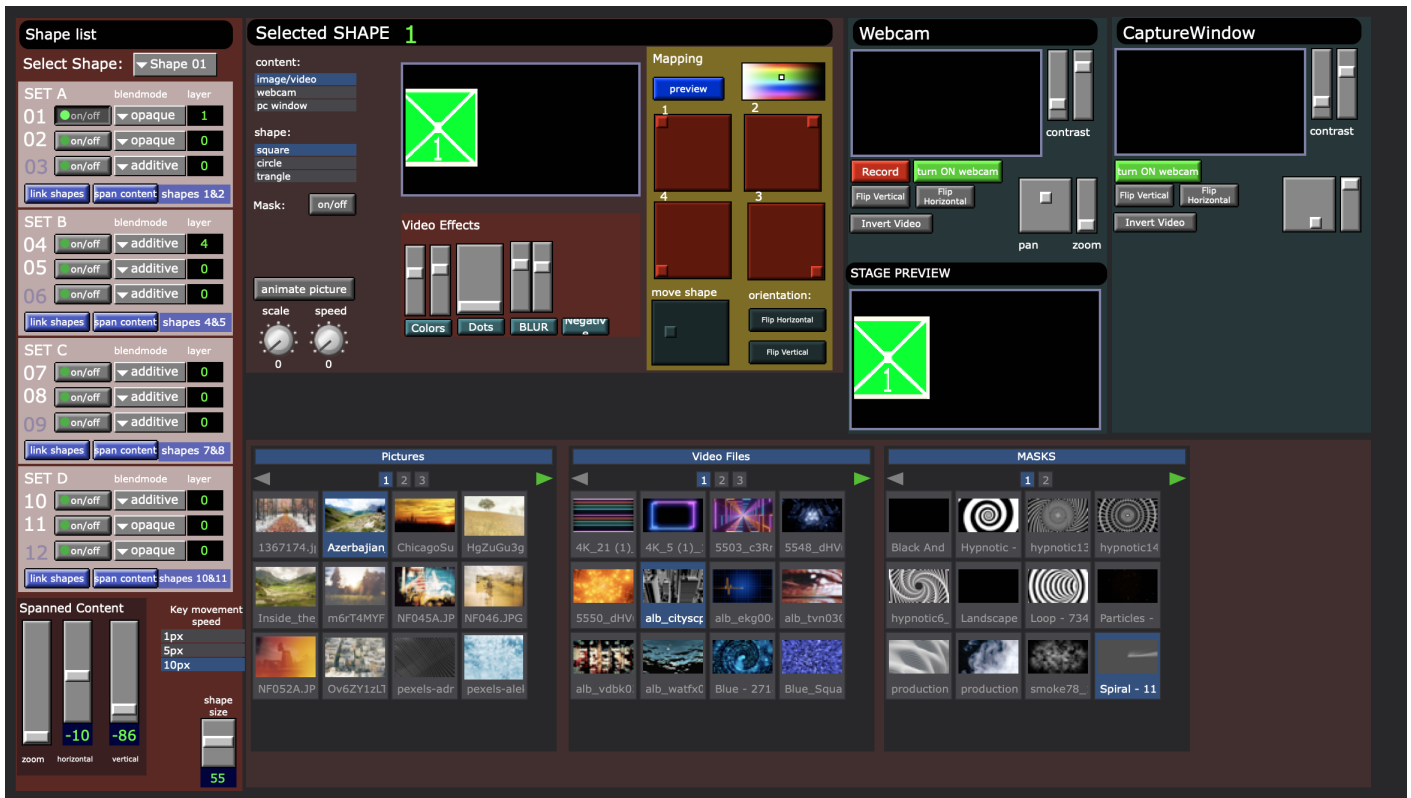 Shape list
Select Shape:
Shape 01
SET A blendmode layer
01 on/off opaque 1
02 on/off opaque 0
03 on/off additive 0
link shapes span content shapes 1&2
SET B blendmode layer
04 on/off additive 4
05 on/off additive 0
06 on/off additive 0
link shapes span content shapes 4&5
SET C blendmode layer
07 on/off additive 0
08 on/off additive 0
09 on/off additive 0
link shapes span content shapes 7&8
SET D blendmode layer
10 on/off additive 0
11 on/off opaque 0
12 on/off opaque 0
link shapes span content shapes 10&11
Spanned Content
zoom
-10
horizontal
-86
vertical
Key movement
speed
1px
5px
10px
shape
size
55
Selected SHAPE 1
content:
image/video
webcam
pc window
shape:
square
circle
trangle
Mask: on/off
animate picture
scale speed
0 0
1
Video Effects
Colors Dots BLUR Negativ
e
Mapping
preview
1 2
4 3
move shape
orientation:
Flip Horizontal
Flip Vertical
Webcam
contrast
Record turn ON webcam
Flip Vertical Flip
Horizontal
Invert Video
pan zoom
STAGE PREVIEW
1
CaptureWindow
contrast
turn ON webcam
Flip Vertical Flip
Horizontal
Invert Video
Pictures
1 2 3
1367174.j Azerbajian ChicagoSu HgZuGu3g
Inside_the m6rT4MYF NF045A.JP NF046.JPG
NF052A.JP Ov6ZY1zLT pexels-adr pexels-alel
Video Files
1 2 3
4K_21 (1)_ 4K_5 (1)_ 5503_c3Rr 5548_dHV
5550_dHV alb_cityscp alb_ekg00 alb_tvn030
alb_vdbk0 alb_watfx0 Blue - 271 Blue_Squa
MASKS
1 2
Black And Hypnotic - hypnotic13 hypnotic14
hypnotic6_ Landscape Loop - 734 Particles -
production production smoke78_ Spiral - 11